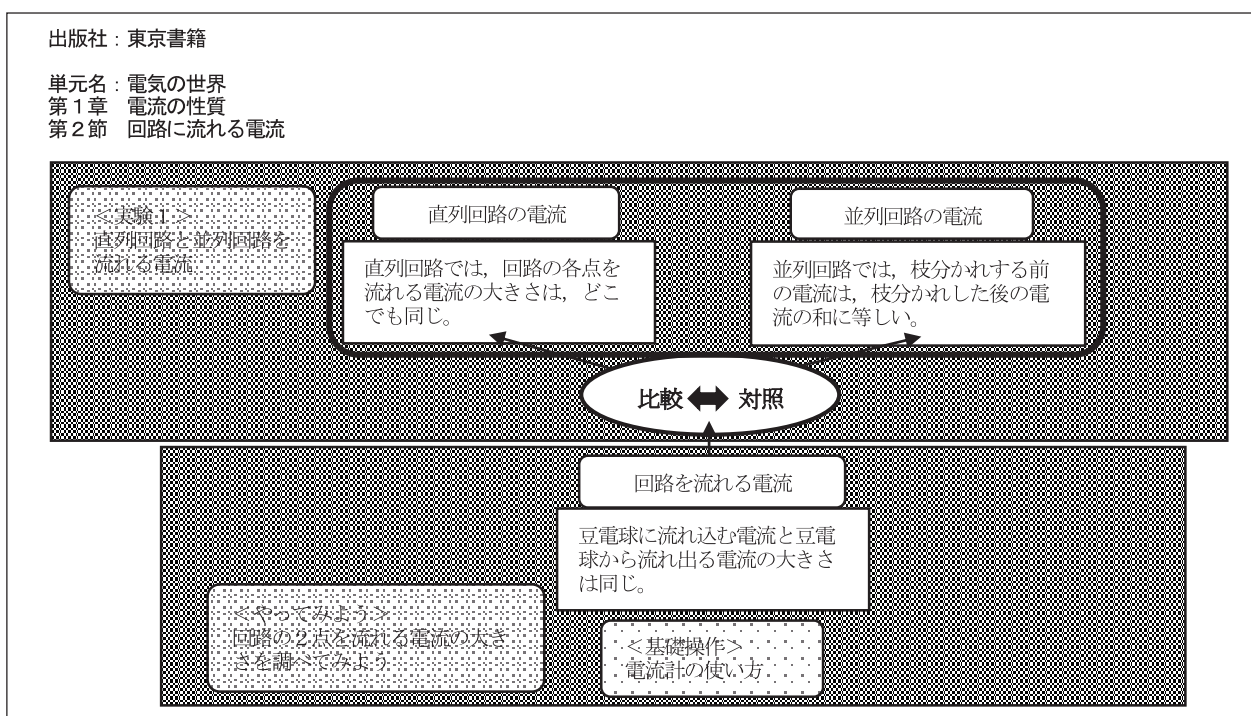 出版社：東京書籍
単元名：電気の世界
第１章　電流の性質
第２節　回路に流れる電流
＜実験１＞
直列回路と並列回路を
流れる電流
直列回路の電流
直列回路では，回路の各点を
流れる電流の大きさは，どこ
でも同じ。
並列回路の電流
並列回路では，枝分かれする前
の電流は，枝分かれした後の電
流の和に等しい。
比較 対照
回路を流れる電流
豆電球に流れ込む電流と豆電
球から流れ出る電流の大きさ
は同じ。
＜やってみよう＞
回路の２点を流れる電流の大き
さを調べてみよう
＜基礎操作＞
電流計の使い方